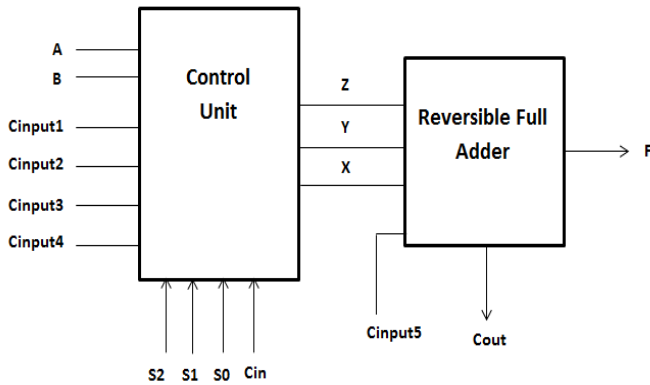 A
B
Cinput1
Cinput2
Cinput3
Cinput4
Control
Unit
Z
Y
X
Reversible Full
Adder
F
S2 S1 S0 Cin
Cinput5
Cout